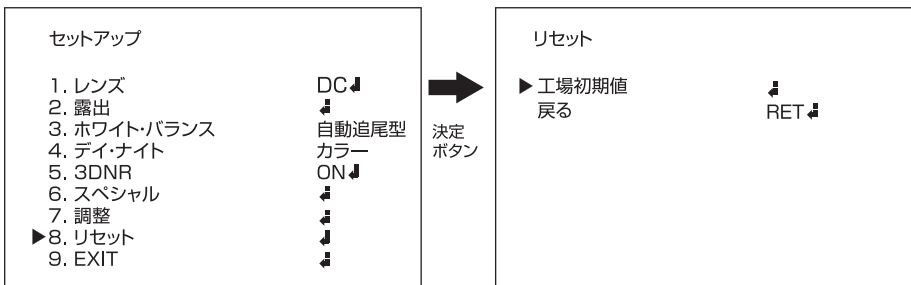 セットアップ
1. レンズ DC↲
2. 露出 ↲
3. ホワイト・バランス 自動追尾型
4. デイ・ナイト カラー
5. 3DNR ON↲
6. スペシャル ↲
7. 調整 ↲
▶8. リセット ↲
9. EXIT ↲
決定
ボタン
リセット
▶工場初期値 ↲
戻る RET↲